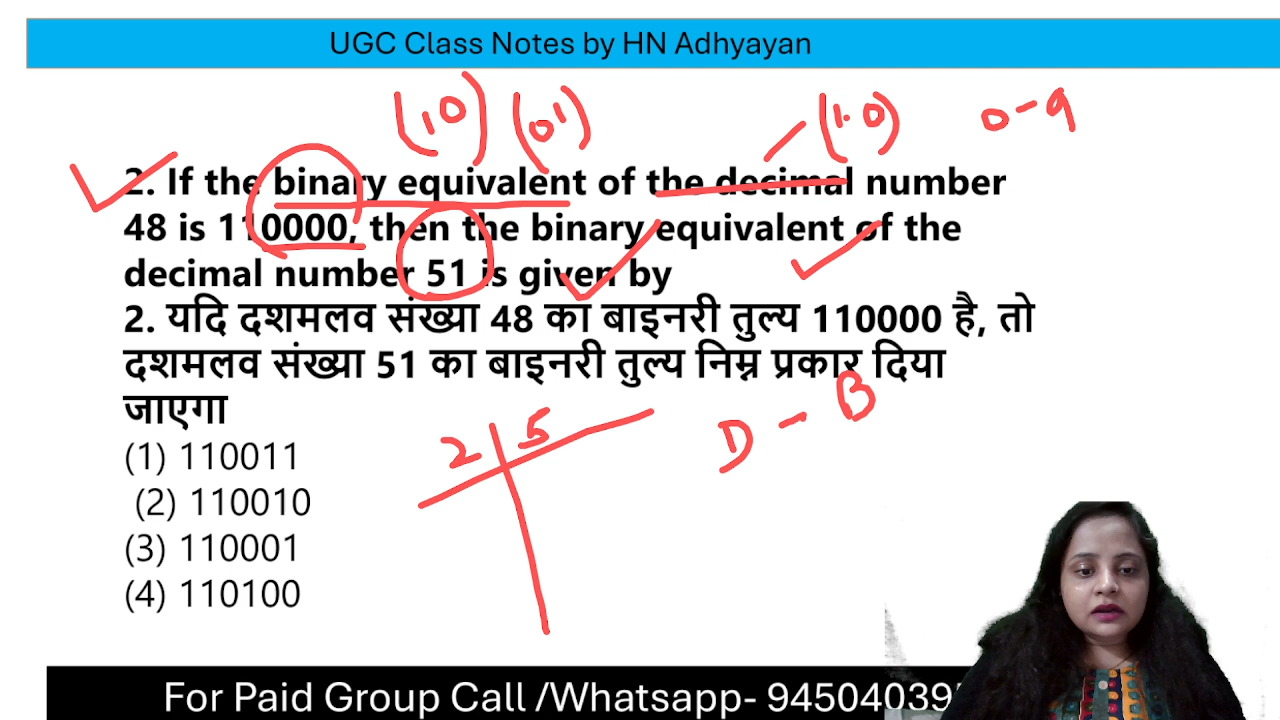 UGC Class Notes by HN Adhyayan
(10) (01) (10) 0-9
2. If the binary equivalent of the decimal number
48 is 110000, then the binary equivalent of the
decimal number 51 is given by
2. यदि दशमलव संख्या 48 का बाइनरी तुल्य 110000 है, तो
दशमलव संख्या 51 का बाइनरी तुल्य निम्न प्रकार दिया
जाएगा
2 5 D - B
(1) 110011
(2) 110010
(3) 110001
(4) 110100
For Paid Group Call /Whatsapp- 945040395